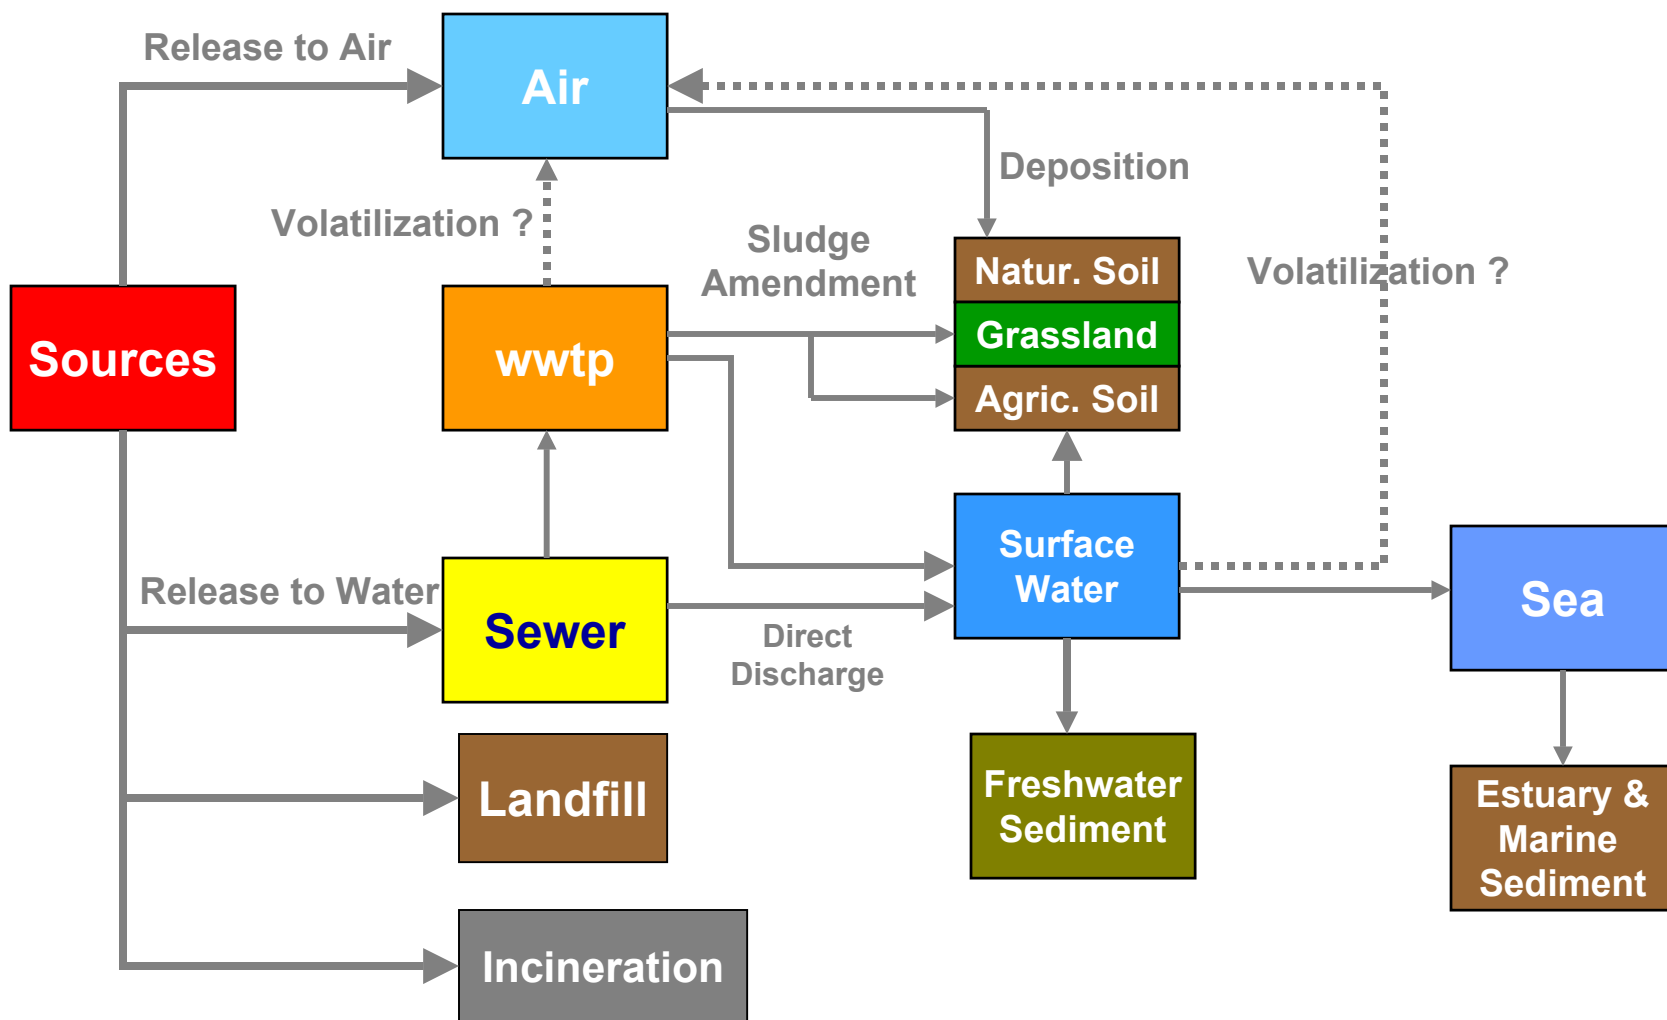 Release to Air
Air
Deposition
Volatilization ?
Sludge
Amendment
Natur. Soil
Volatilization ?
Sources
wwtp
Grassland
Agric. Soil
Surface
Water
Release to Water
Sewer
Sea
Direct
Discharge
Landfill
Freshwater
Sediment
Estuary &
Marine
Sediment
Incineration